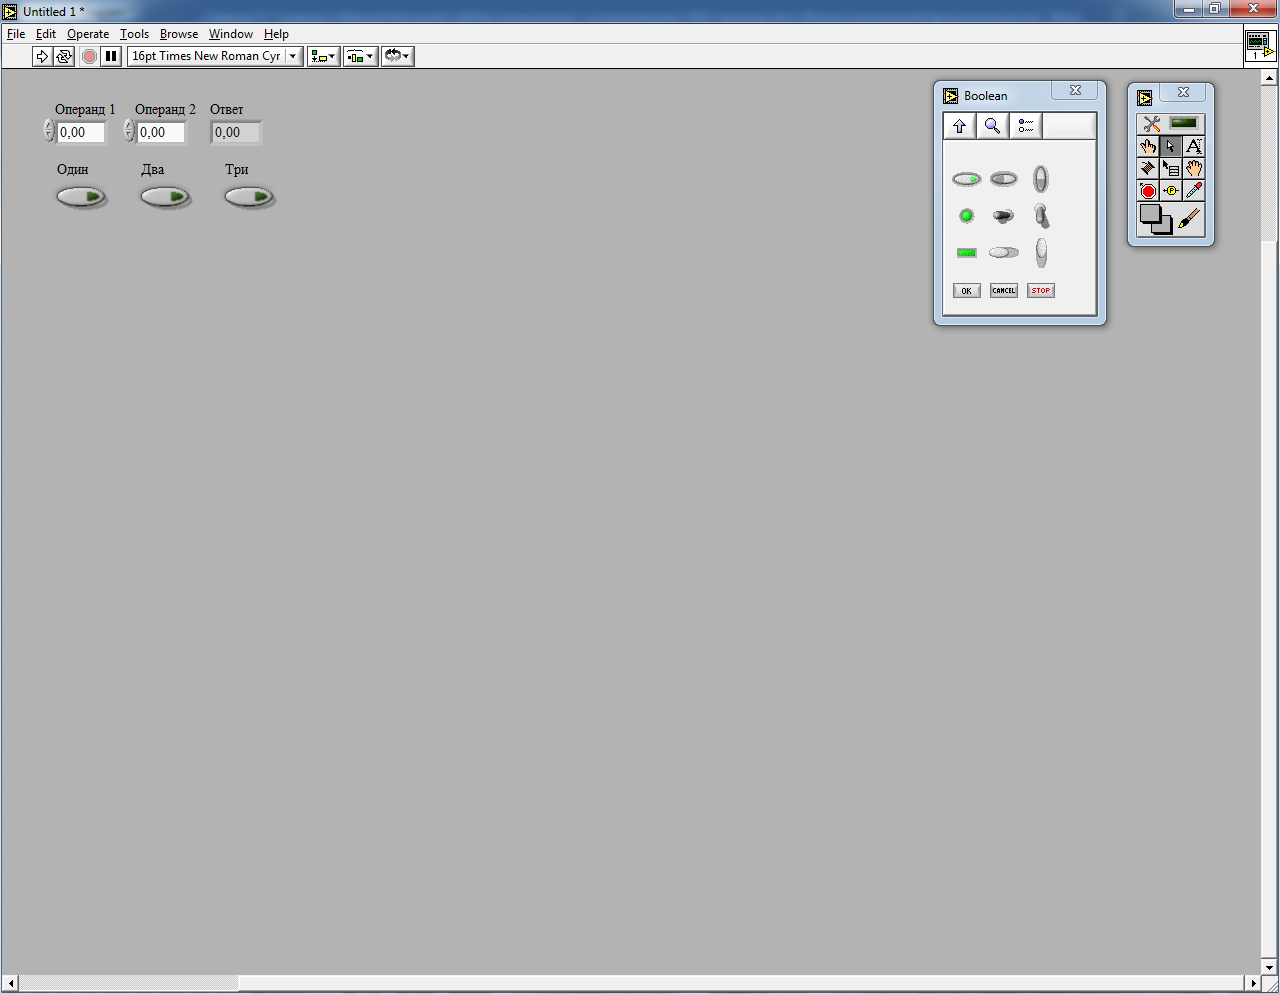 Untitled 1 *
File Edit Operate Tools Browse Window Help
16pt Times New Roman Cyr
1
Операнд 1 Операнд 2 Ответ
0,00 0,00 0,00
Один Два Три
Boolean
OK CANCEL STOP
A
P